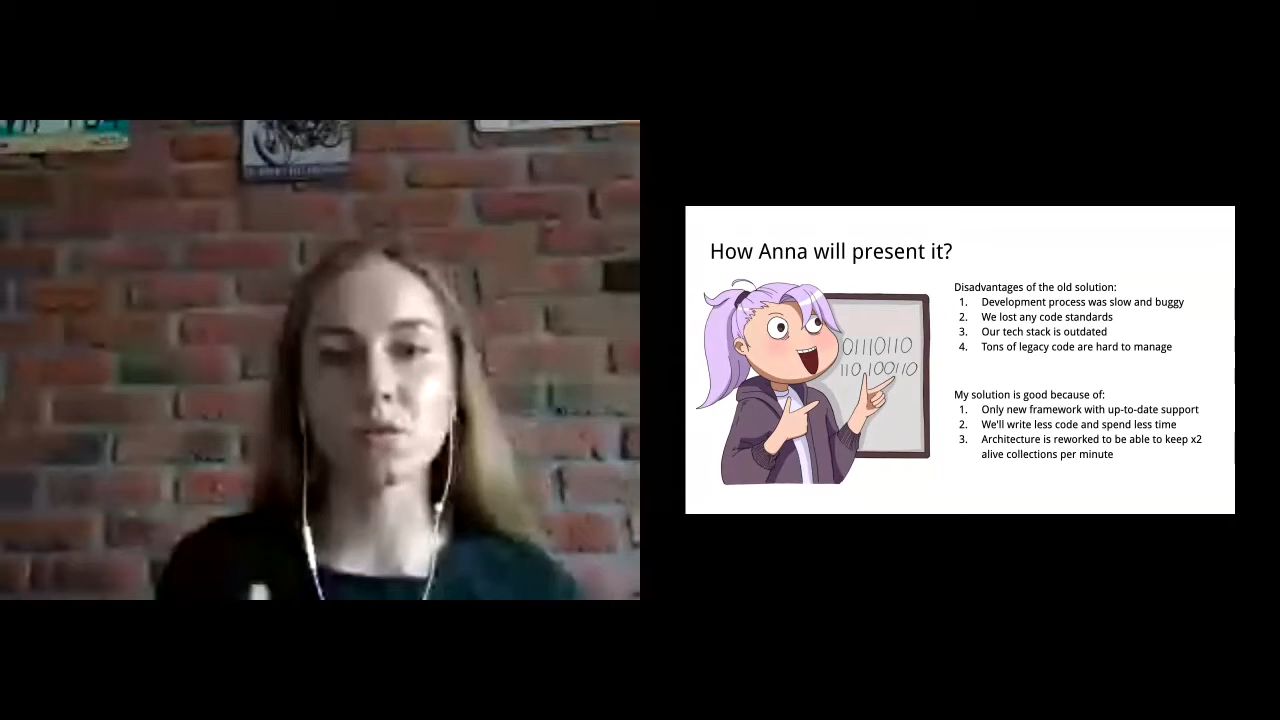 How Anna will present it?
01110110
110,100110
Disadvantages of the old solution:
1. Development process was slow and buggy
2. We lost any code standards
3. Our tech stack is outdated
4. Tons of legacy code are hard to manage
My solution is good because of:
1. Only new framework with up-to-date support
2. We'll write less code and spend less time
3. Architecture is reworked to be able to keep x2
alive collections per minute